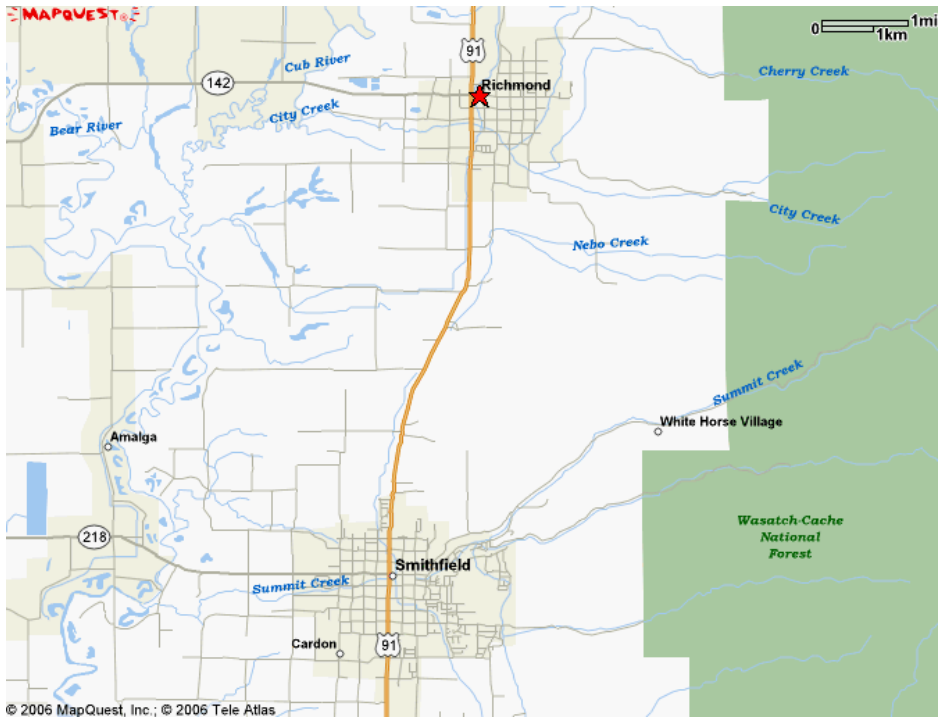 MAPQUEST
0 1mi
1km
91
Cub River
Richmond
Cherry Creek
142
City Creek
Bear River
City Creek
Nebo Creek
Summit Creek
White Horse Village
Amalga
Wasatch-Cache
National
Forest
218
Smithfield
Summit Creek
Cardon
91
© 2006 MapQuest, Inc.; © 2006 Tele Atlas